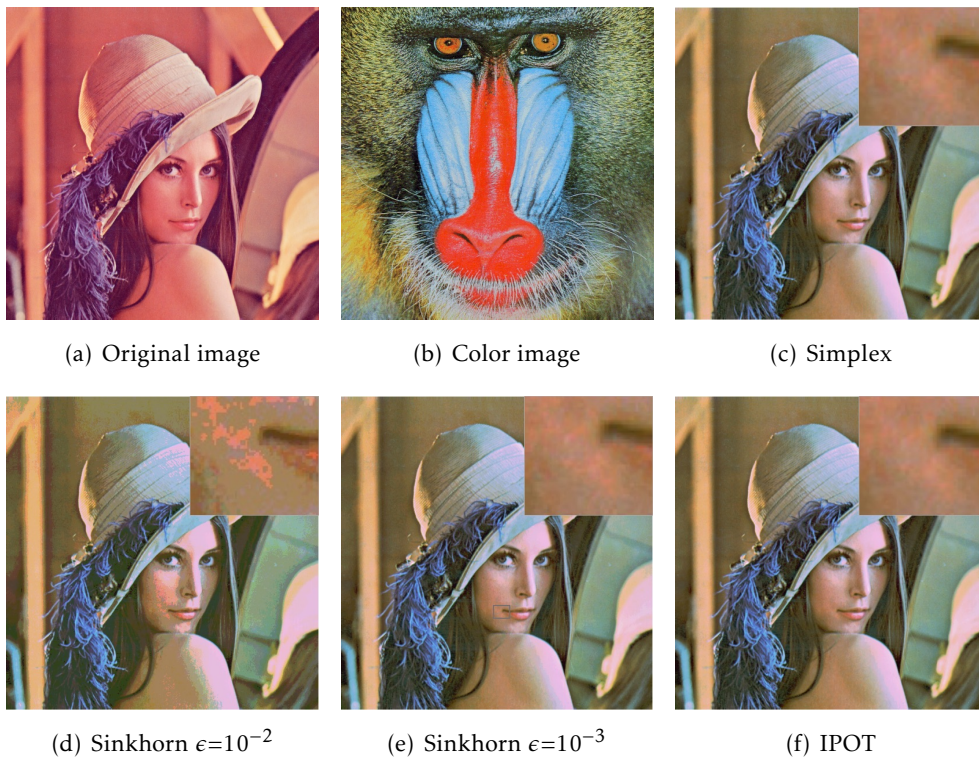 (a) Original image
(b) Color image
(c) Simplex
(d) Sinkhorn ϵ=10⁻²
(e) Sinkhorn ϵ=10⁻³
(f) IPOT